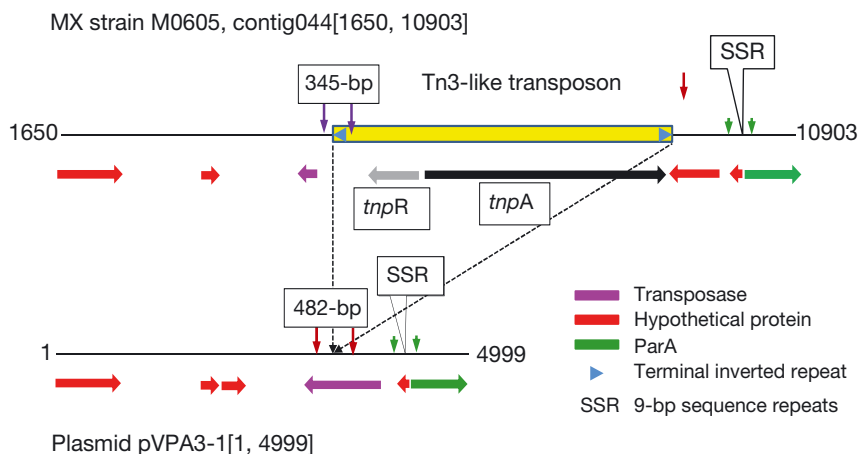 MX strain M0605, contig044[1650, 10903]
345-bp
Tn3-like transposon
SSR
1650
10903
tnpR
tnpA
482-bp
SSR
1
4999
Transposase
Hypothetical protein
ParA
Terminal inverted repeat
SSR 9-bp sequence repeats
Plasmid pVPA3-1[1, 4999]